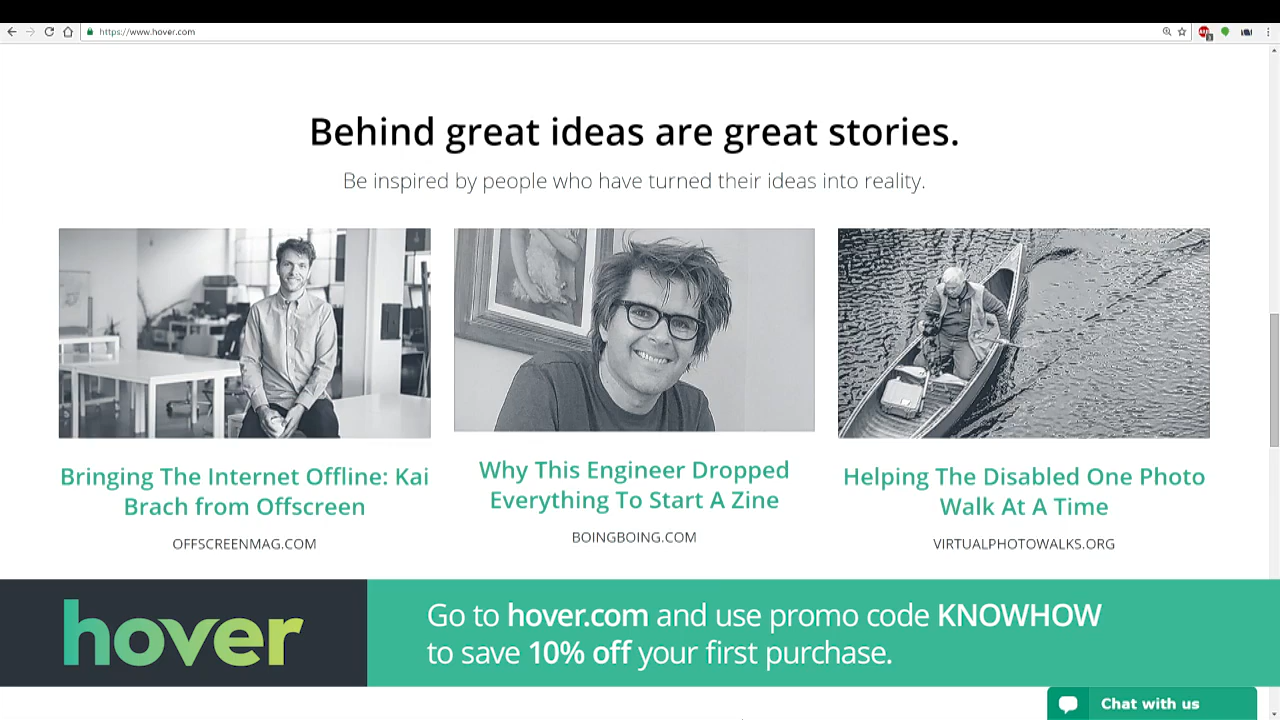 https://www.hover.com
Behind great ideas are great stories.
Be inspired by people who have turned their ideas into reality.
Bringing The Internet Offline: Kai
Brach from Offscreen
OFFSCREENMAG.COM
Why This Engineer Dropped
Everything To Start A Zine
BOINGBOING.COM
Helping The Disabled One Photo
Walk At A Time
VIRTUALPHOTOWALKS.ORG
hover
Go to hover.com and use promo code KNOWHOW
to save 10% off your first purchase.
Chat with us